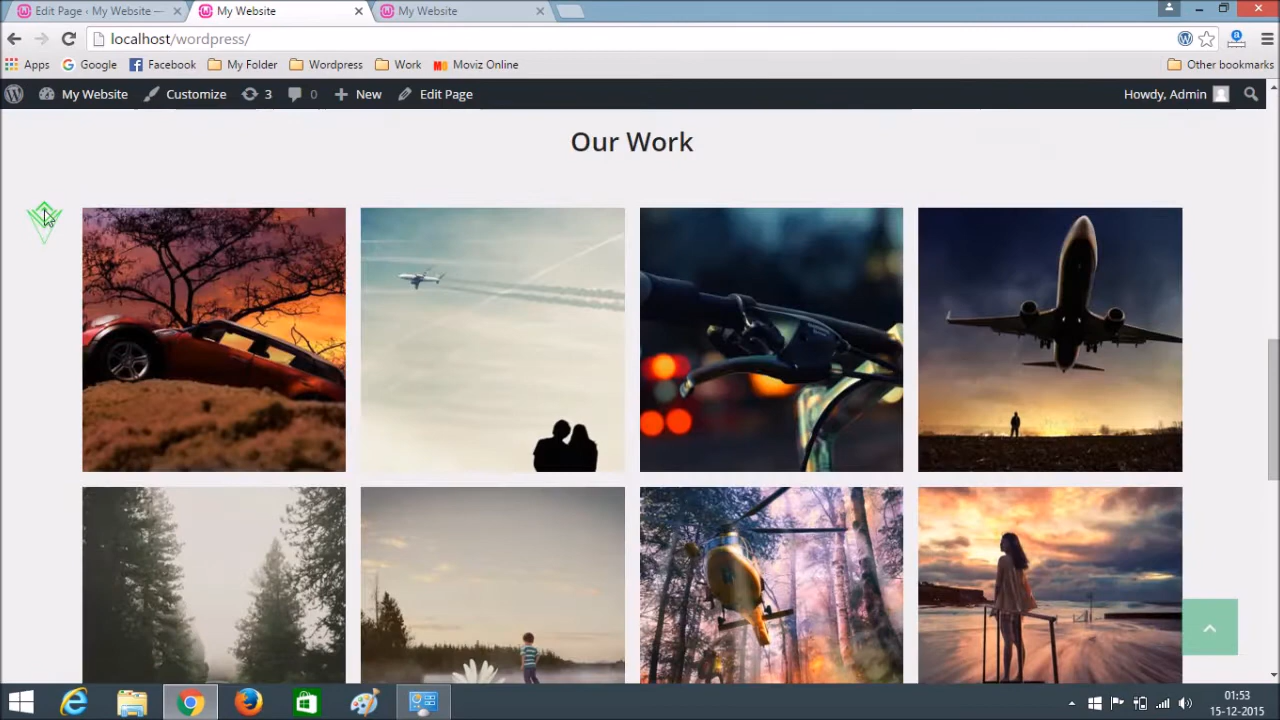 Edit Page ‹ My Website —
My Website
My Website
localhost/wordpress/
Apps
Google
Facebook
My Folder
Wordpress
Work
Moviz Online
Other bookmarks
My Website
Customize
3
0
New
Edit Page
Howdy, Admin
Our Work
01:53
15-12-2015